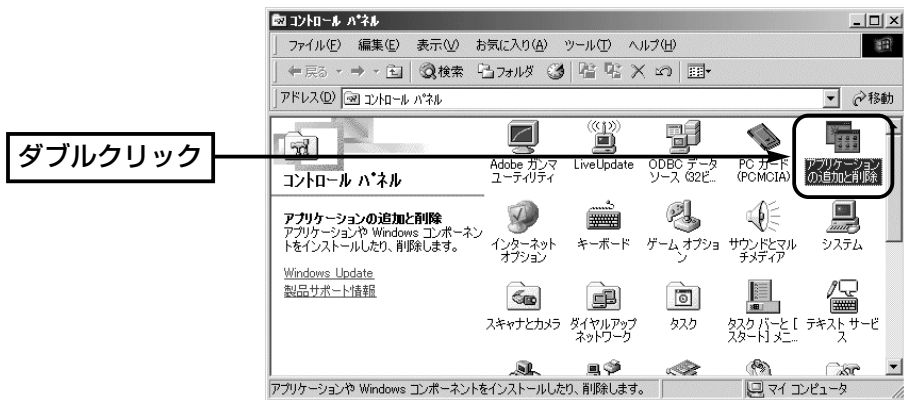 コントロール パネル
ファイル(F) 編集(E) 表示(V) お気に入り(A) ツール(T) ヘルプ(H)
戻る 検索 フォルダ
アドレス(D) コントロール パネル 移動
ダブルクリック
コントロール パネル
アプリケーションの追加と削除
アプリケーションや Windows コンポーネン
トをインストールしたり、削除します。
Windows Update
製品サポート情報
Adobe ガンマ
ユーティリティ
LiveUpdate
ODBC データ
ソース (32ビ...
PC カード
(PCMCIA)
アプリケーション
の追加と削除
インターネット
オプション
キーボード
ゲーム オプショ
ン
サウンドとマル
チメディア
システム
スキャナとカメラ
ダイヤルアップ
ネットワーク
タスク
タスク バーと [
スタート] メニ...
テキスト サービ
ス
アプリケーションや Windows コンポーネントをインストールしたり、削除します。
マイ コンピュータ